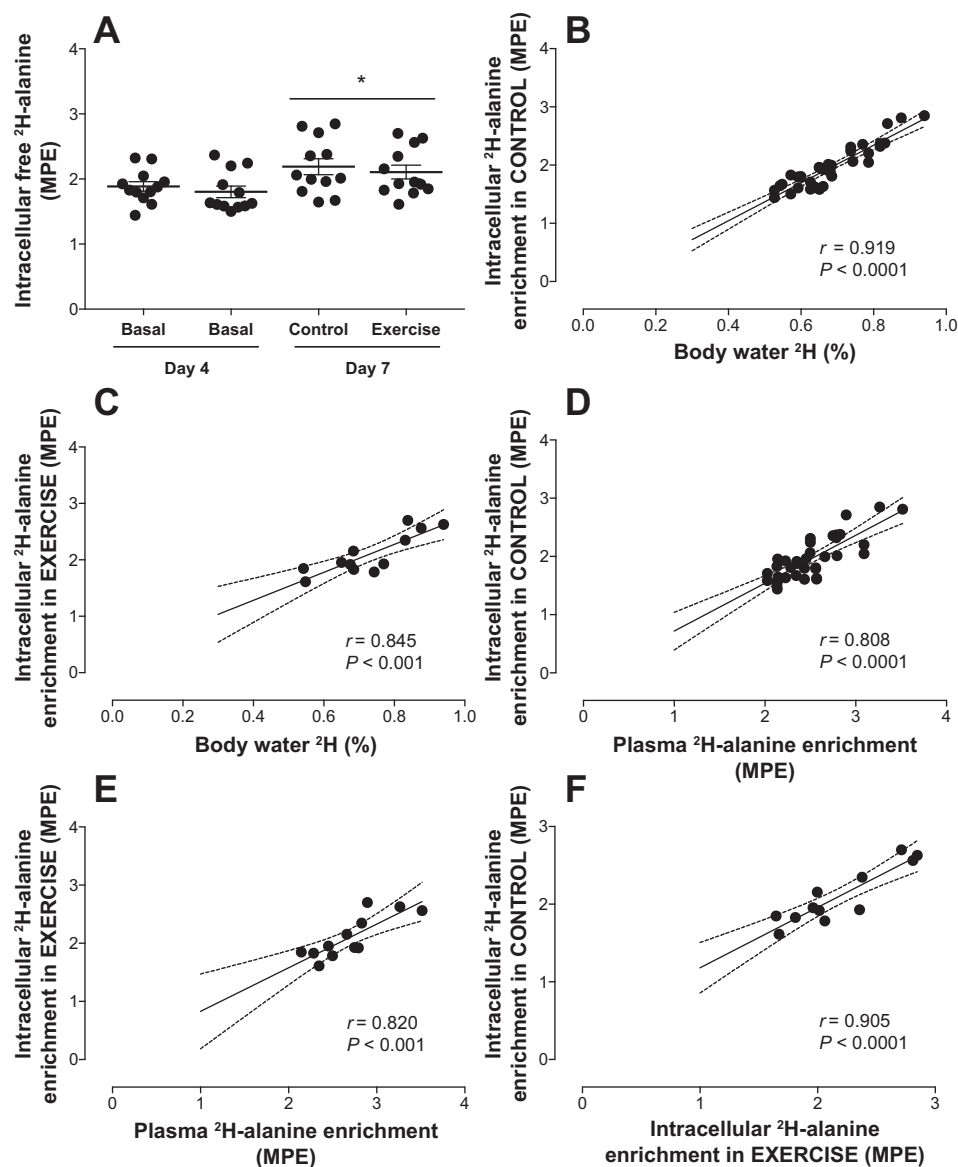 A
Intracellular free ²H-alanine
(MPE)
4
3
2
1
0
*
Basal
Basal
Control
Exercise
Day 4
Day 7
B
Intracellular ²H-alanine
enrichment in CONTROL (MPE)
4
3
2
1
0
r = 0.919
P < 0.0001
0.0 0.2 0.4 0.6 0.8 1.0
Body water ²H (%)
C
Intracellular ²H-alanine
enrichment in EXERCISE (MPE)
4
3
2
1
0
r = 0.845
P < 0.001
0.0 0.2 0.4 0.6 0.8 1.0
Body water ²H (%)
D
Intracellular ²H-alanine
enrichment in CONTROL (MPE)
4
3
2
1
0
r = 0.808
P < 0.0001
0 1 2 3 4
Plasma ²H-alanine enrichment
(MPE)
E
Intracellular ²H-alanine
enrichment in EXERCISE (MPE)
4
3
2
1
0
r = 0.820
P < 0.001
0 1 2 3 4
Plasma ²H-alanine enrichment
(MPE)
F
Intracellular ²H-alanine
enrichment in CONTROL (MPE)
3
2
1
0
r = 0.905
P < 0.0001
0 1 2 3
Intracellular ²H-alanine
enrichment in EXERCISE (MPE)